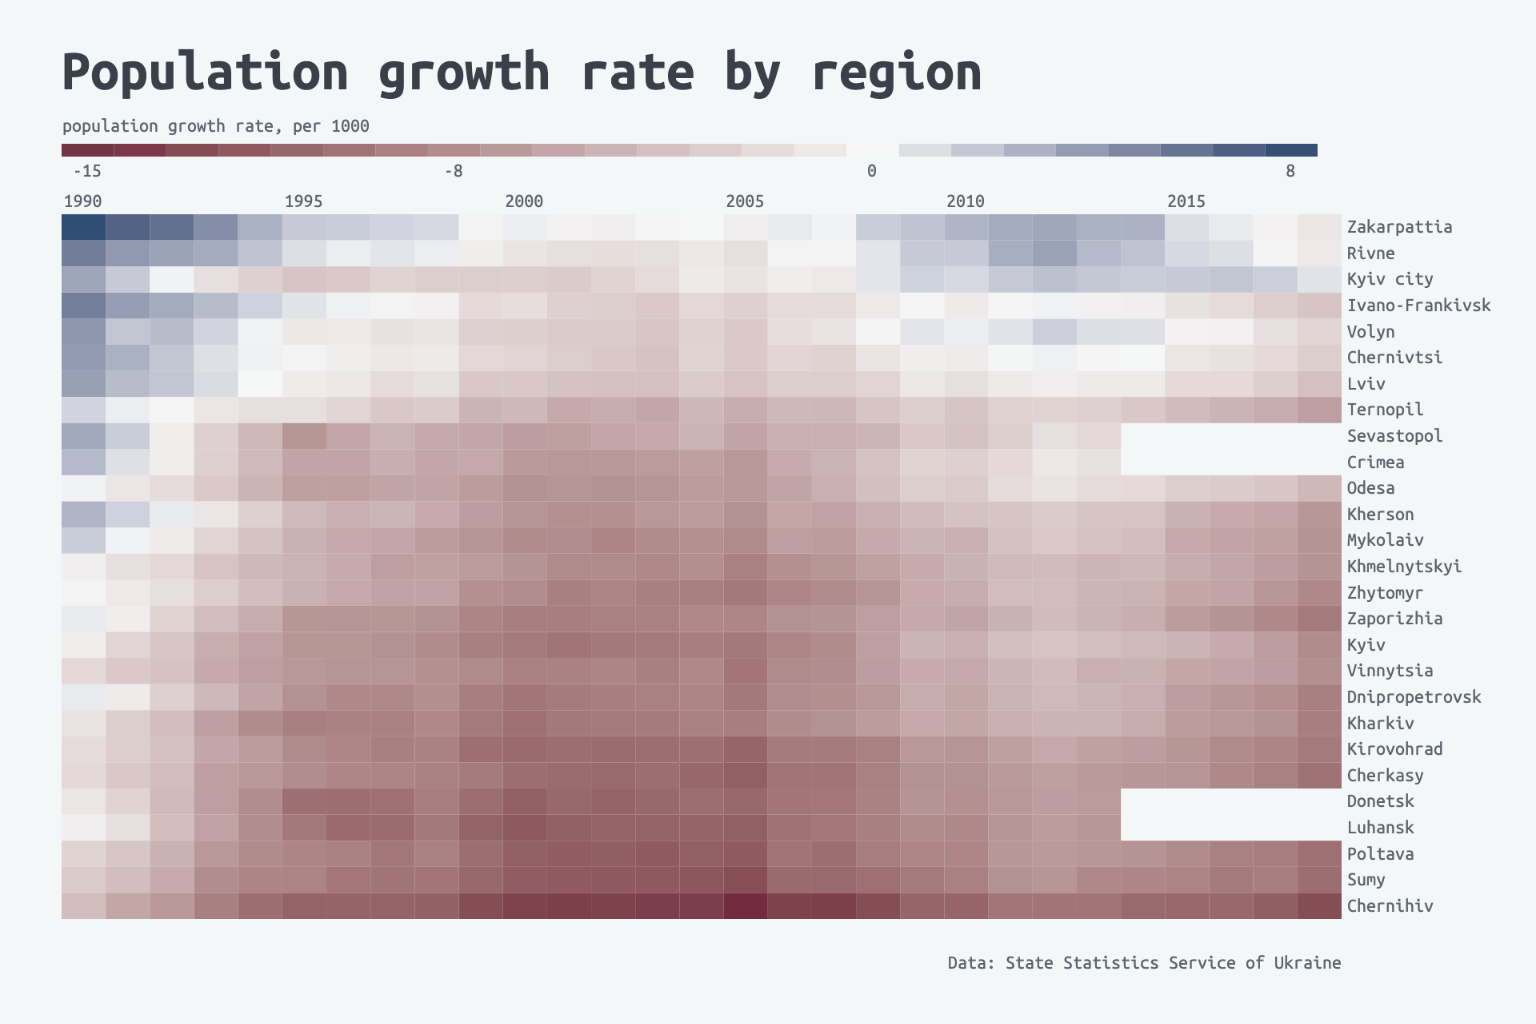 Population growth rate by region
population growth rate, per 1000
-15 -8 0 8
1990 1995 2000 2005 2010 2015
Zakarpattia
Rivne
Kyiv city
Ivano-Frankivsk
Volyn
Chernivtsi
Lviv
Ternopil
Sevastopol
Crimea
Odesa
Kherson
Mykolaiv
Khmelnytskyi
Zhytomyr
Zaporizhia
Kyiv
Vinnytsia
Dnipropetrovsk
Kharkiv
Kirovohrad
Cherkasy
Donetsk
Luhansk
Poltava
Sumy
Chernihiv
Data: State Statistics Service of Ukraine